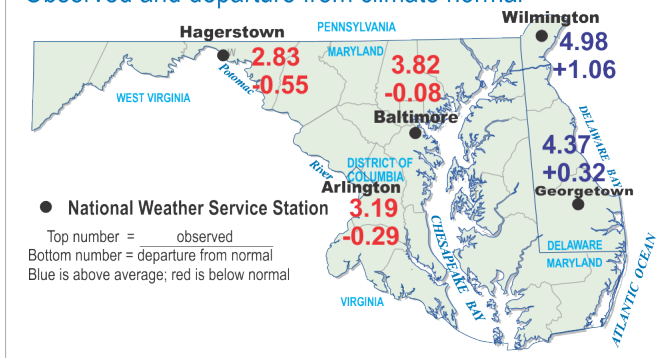 Observed and departure from climate normal
Wilmington
4.98
+1.06
Hagerstown
2.83
-0.55
PENNSYLVANIA
MARYLAND
3.82
-0.08
Baltimore
WEST VIRGINIA
Potomac
River
DELAWARE BAY
4.37
+0.32
Georgetown
DISTRICT OF
COLUMBIA
Arlington
3.19
-0.29
National Weather Service Station
Top number = observed
Bottom number = departure from normal
Blue is above average; red is below normal
CHESAPEAKE BAY
DELAWARE
MARYLAND
ATLANTIC OCEAN
VIRGINIA